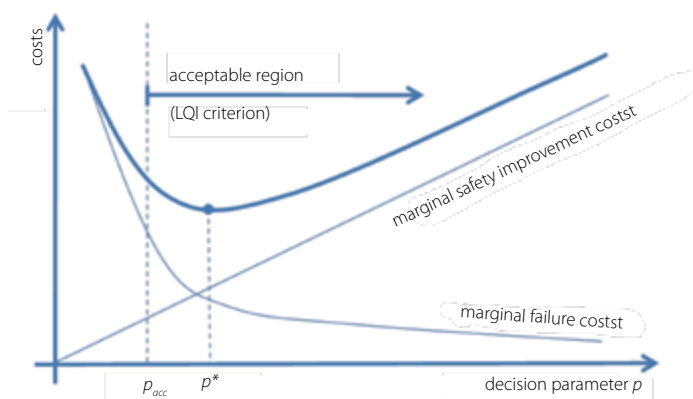 costs
acceptable region
(LQI criterion)
marginal safety improvement costst
marginal failure costst
p_acc
p*
decision parameter p